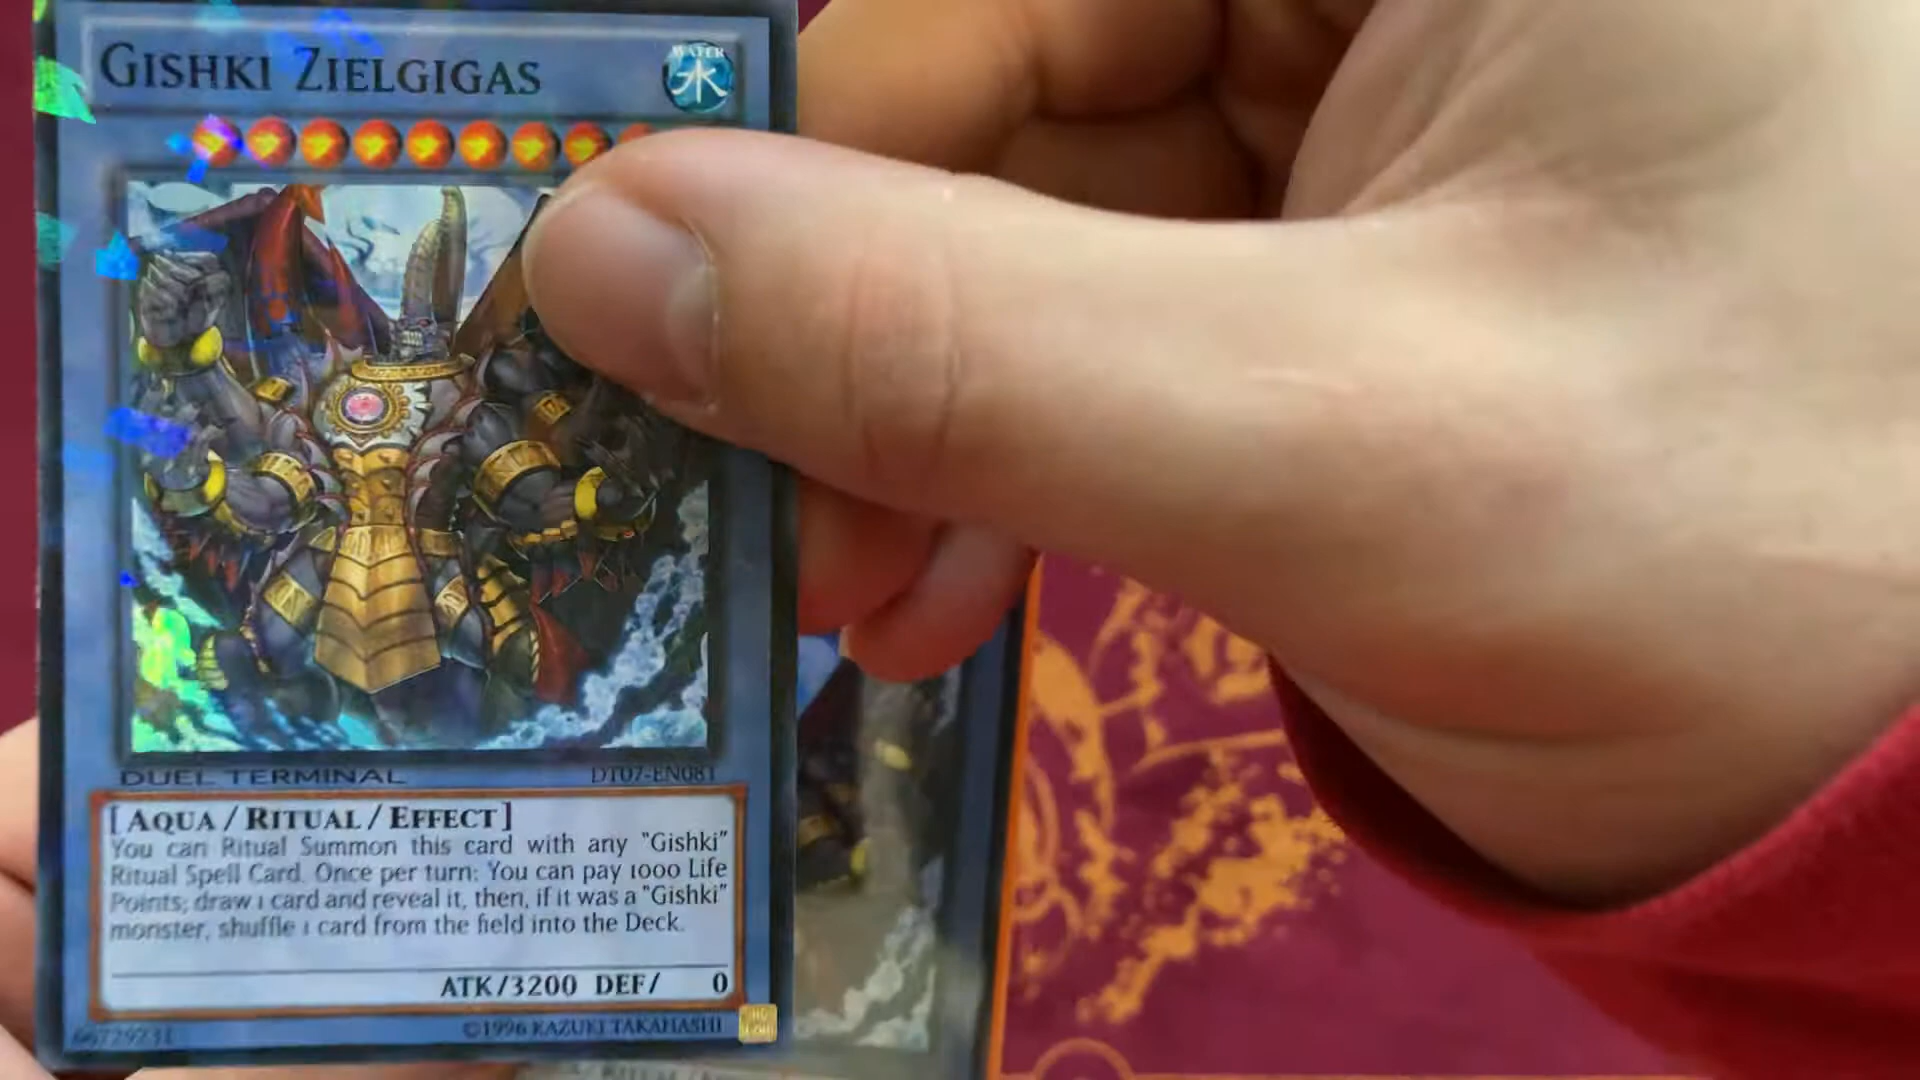 GISHKI ZIELGIGAS
WATER
水
DUEL TERMINAL DT07-EN081
[AQUA/RITUAL/EFFECT]
You can Ritual Summon this card with any "Gishki"
Ritual Spell Card. Once per turn: You can pay 1000 Life
Points; draw 1 card and reveal it, then, if it was a "Gishki"
monster, shuffle 1 card from the field into the Deck.
ATK/3200 DEF/ 0
66729231 ©1996 KAZUKI TAKAHASHI